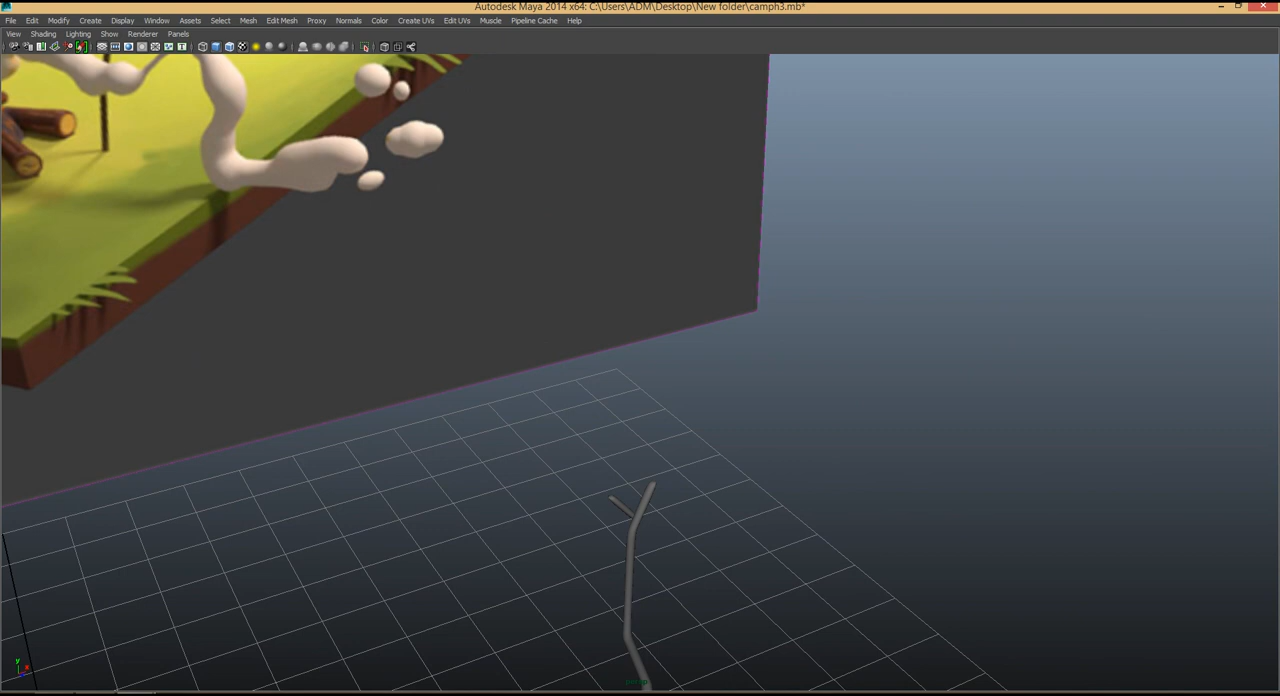 Autodesk Maya 2014 x64: C:\Users\ADM\Desktop\New folder\camph3.mb*
File Edit Modify Create Display Window Assets Select Mesh Edit Mesh Proxy Normals Color Create UVs Edit UVs Muscle Pipeline Cache Help
View Shading Lighting Show Renderer Panels
y
persp